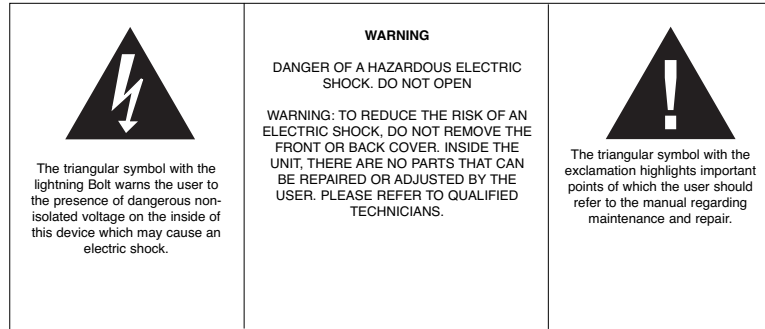 The triangular symbol with the
lightning Bolt warns the user to
the presence of dangerous non-
isolated voltage on the inside of
this device which may cause an
electric shock.
WARNING
DANGER OF A HAZARDOUS ELECTRIC
SHOCK. DO NOT OPEN
WARNING: TO REDUCE THE RISK OF AN
ELECTRIC SHOCK, DO NOT REMOVE THE
FRONT OR BACK COVER. INSIDE THE
UNIT, THERE ARE NO PARTS THAT CAN
BE REPAIRED OR ADJUSTED BY THE
USER. PLEASE REFER TO QUALIFIED
TECHNICIANS.
!
The triangular symbol with the
exclamation highlights important
points of which the user should
refer to the manual regarding
maintenance and repair.